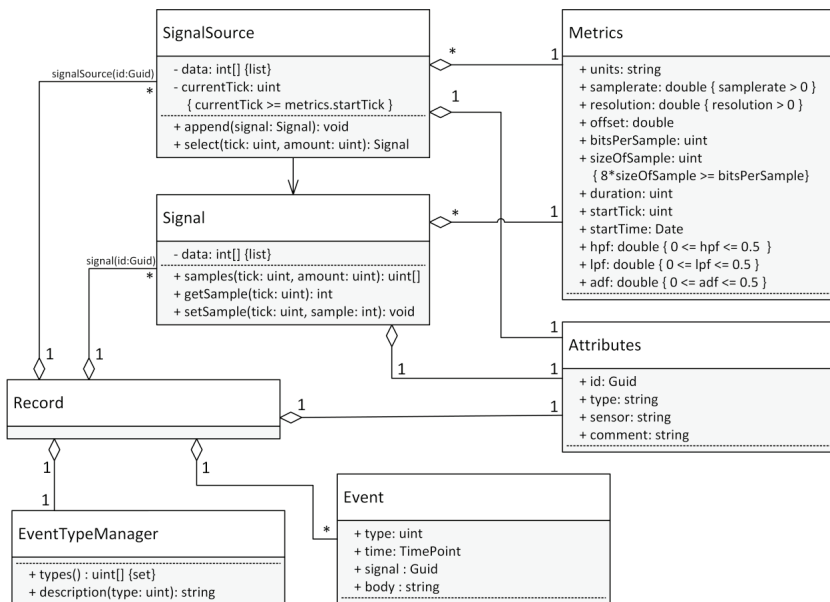 SignalSource
- data: int[] {list}
- currentTick: uint
{ currentTick >= metrics.startTick }
+ append(signal: Signal): void
+ select(tick: uint, amount: uint): Signal
signalSource(id:Guid)
*
*
1
1
Metrics
+ units: string
+ samplerate: double { samplerate > 0 }
+ resolution: double { resolution > 0 }
+ offset: double
+ bitsPerSample: uint
+ sizeOfSample: uint
{ 8*sizeOfSample >= bitsPerSample}
+ duration: uint
+ startTick: uint
+ startTime: Date
+ hpf: double { 0 <= hpf <= 0.5 }
+ lpf: double { 0 <= lpf <= 0.5 }
+ adf: double { 0 <= adf <= 0.5 }
Signal
- data: int[] {list}
+ samples(tick: uint, amount: uint): uint[]
+ getSample(tick: uint): int
+ setSample(tick: uint, sample: int): void
signal(id:Guid)
*
*
1
1
1
1
1
1
Attributes
+ id: Guid
+ type: string
+ sensor: string
+ comment: string
Record
1
1
1
1
1
EventTypeManager
+ types() : uint[] {set}
+ description(type: uint): string
*
Event
+ type: uint
+ time: TimePoint
+ signal : Guid
+ body : string